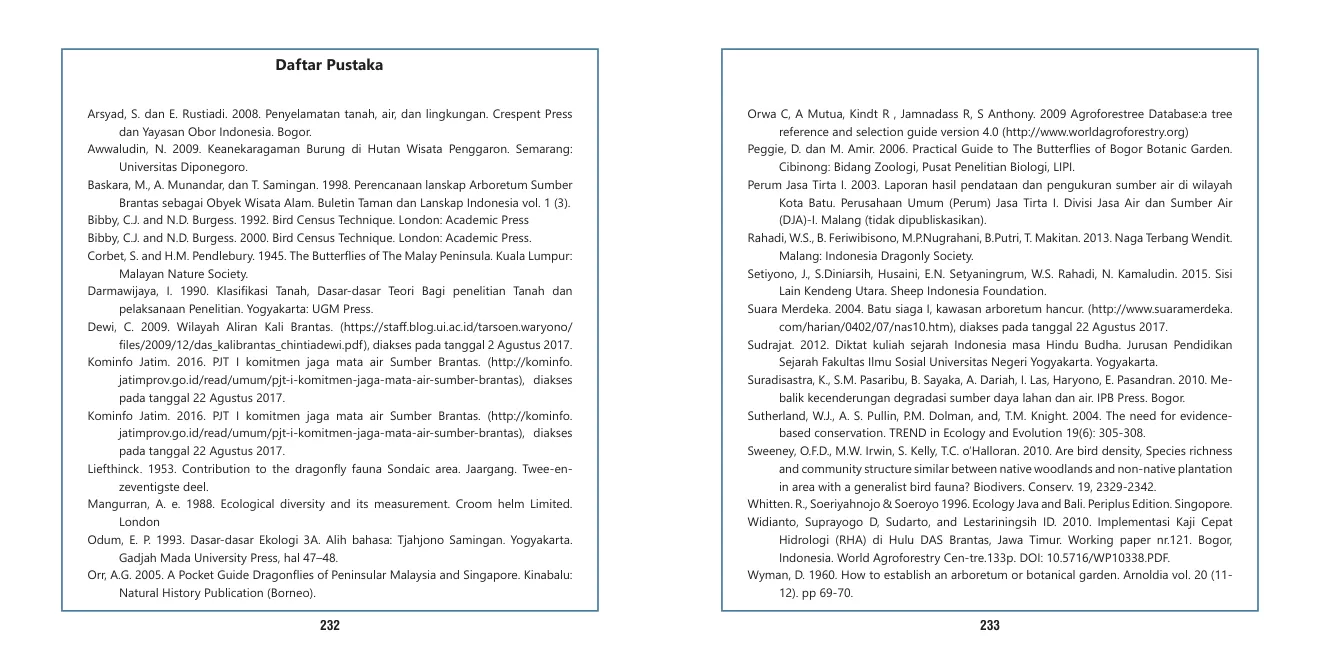 Daftar Pustaka
Arsyad, S. dan E. Rustiadi. 2008. Penyelamatan tanah, air, dan lingkungan. Crespent Press
dan Yayasan Obor Indonesia. Bogor.
Awwaludin, N. 2009. Keanekaragaman Burung di Hutan Wisata Penggaron. Semarang:
Universitas Diponegoro.
Baskara, M., A. Munandar, dan T. Samingan. 1998. Perencanaan lanskap Arboretum Sumber
Brantas sebagai Obyek Wisata Alam. Buletin Taman dan Lanskap Indonesia vol. 1 (3).
Bibby, C.J. and N.D. Burgess. 1992. Bird Census Technique. London: Academic Press
Bibby, C.J. and N.D. Burgess. 2000. Bird Census Technique. London: Academic Press.
Corbet, S. and H.M. Pendlebury. 1945. The Butterflies of The Malay Peninsula. Kuala Lumpur:
Malayan Nature Society.
Darmawijaya, I. 1990. Klasifikasi Tanah, Dasar-dasar Teori Bagi penelitian Tanah dan
pelaksanaan Penelitian. Yogyakarta: UGM Press.
Dewi, C. 2009. Wilayah Aliran Kali Brantas. (https://staff.blog.ui.ac.id/tarsoen.waryono/
files/2009/12/das_kalibrantas_chintiadewi.pdf), diakses pada tanggal 2 Agustus 2017.
Kominfo Jatim. 2016. PJT I komitmen jaga mata air Sumber Brantas. (http://kominfo.
jatimprov.go.id/read/umum/pjt-i-komitmen-jaga-mata-air-sumber-brantas), diakses
pada tanggal 22 Agustus 2017.
Kominfo Jatim. 2016. PJT I komitmen jaga mata air Sumber Brantas. (http://kominfo.
jatimprov.go.id/read/umum/pjt-i-komitmen-jaga-mata-air-sumber-brantas), diakses
pada tanggal 22 Agustus 2017.
Liefthinck. 1953. Contribution to the dragonfly fauna Sondaic area. Jaargang. Twee-en-
zeventigste deel.
Mangurran, A. e. 1988. Ecological diversity and its measurement. Croom helm Limited.
London
Odum, E. P. 1993. Dasar-dasar Ekologi 3A. Alih bahasa: Tjahjono Samingan. Yogyakarta.
Gadjah Mada University Press, hal 47–48.
Orr, A.G. 2005. A Pocket Guide Dragonflies of Peninsular Malaysia and Singapore. Kinabalu:
Natural History Publication (Borneo).
232
Orwa C, A Mutua, Kindt R , Jamnadass R, S Anthony. 2009 Agroforestree Database:a tree
reference and selection guide version 4.0 (http://www.worldagroforestry.org)
Peggie, D. dan M. Amir. 2006. Practical Guide to The Butterflies of Bogor Botanic Garden.
Cibinong: Bidang Zoologi, Pusat Penelitian Biologi, LIPI.
Perum Jasa Tirta I. 2003. Laporan hasil pendataan dan pengukuran sumber air di wilayah
Kota Batu. Perusahaan Umum (Perum) Jasa Tirta I. Divisi Jasa Air dan Sumber Air
(DJA)-I. Malang (tidak dipubliskasikan).
Rahadi, W.S., B. Feriwibisono, M.P.Nugrahani, B.Putri, T. Makitan. 2013. Naga Terbang Wendit.
Malang: Indonesia Dragonly Society.
Setiyono, J., S.Diniarsih, Husaini, E.N. Setyaningrum, W.S. Rahadi, N. Kamaludin. 2015. Sisi
Lain Kendeng Utara. Sheep Indonesia Foundation.
Suara Merdeka. 2004. Batu siaga I, kawasan arboretum hancur. (http://www.suaramerdeka.
com/harian/0402/07/nas10.htm), diakses pada tanggal 22 Agustus 2017.
Sudrajat. 2012. Diktat kuliah sejarah Indonesia masa Hindu Budha. Jurusan Pendidikan
Sejarah Fakultas Ilmu Sosial Universitas Negeri Yogyakarta. Yogyakarta.
Suradisastra, K., S.M. Pasaribu, B. Sayaka, A. Dariah, I. Las, Haryono, E. Pasandran. 2010. Me-
balik kecenderungan degradasi sumber daya lahan dan air. IPB Press. Bogor.
Sutherland, W.J., A. S. Pullin, P.M. Dolman, and, T.M. Knight. 2004. The need for evidence-
based conservation. TREND in Ecology and Evolution 19(6): 305-308.
Sweeney, O.F.D., M.W. Irwin, S. Kelly, T.C. o'Halloran. 2010. Are bird density, Species richness
and community structure similar between native woodlands and non-native plantation
in area with a generalist bird fauna? Biodivers. Conserv. 19, 2329-2342.
Whitten. R., Soeriyahnojo & Soeroyo 1996. Ecology Java and Bali. Periplus Edition. Singopore.
Widianto, Suprayogo D, Sudarto, and Lestariningsih ID. 2010. Implementasi Kaji Cepat
Hidrologi (RHA) di Hulu DAS Brantas, Jawa Timur. Working paper nr.121. Bogor,
Indonesia. World Agroforestry Cen-tre.133p. DOI: 10.5716/WP10338.PDF.
Wyman, D. 1960. How to establish an arboretum or botanical garden. Arnoldia vol. 20 (11-
12). pp 69-70.
233